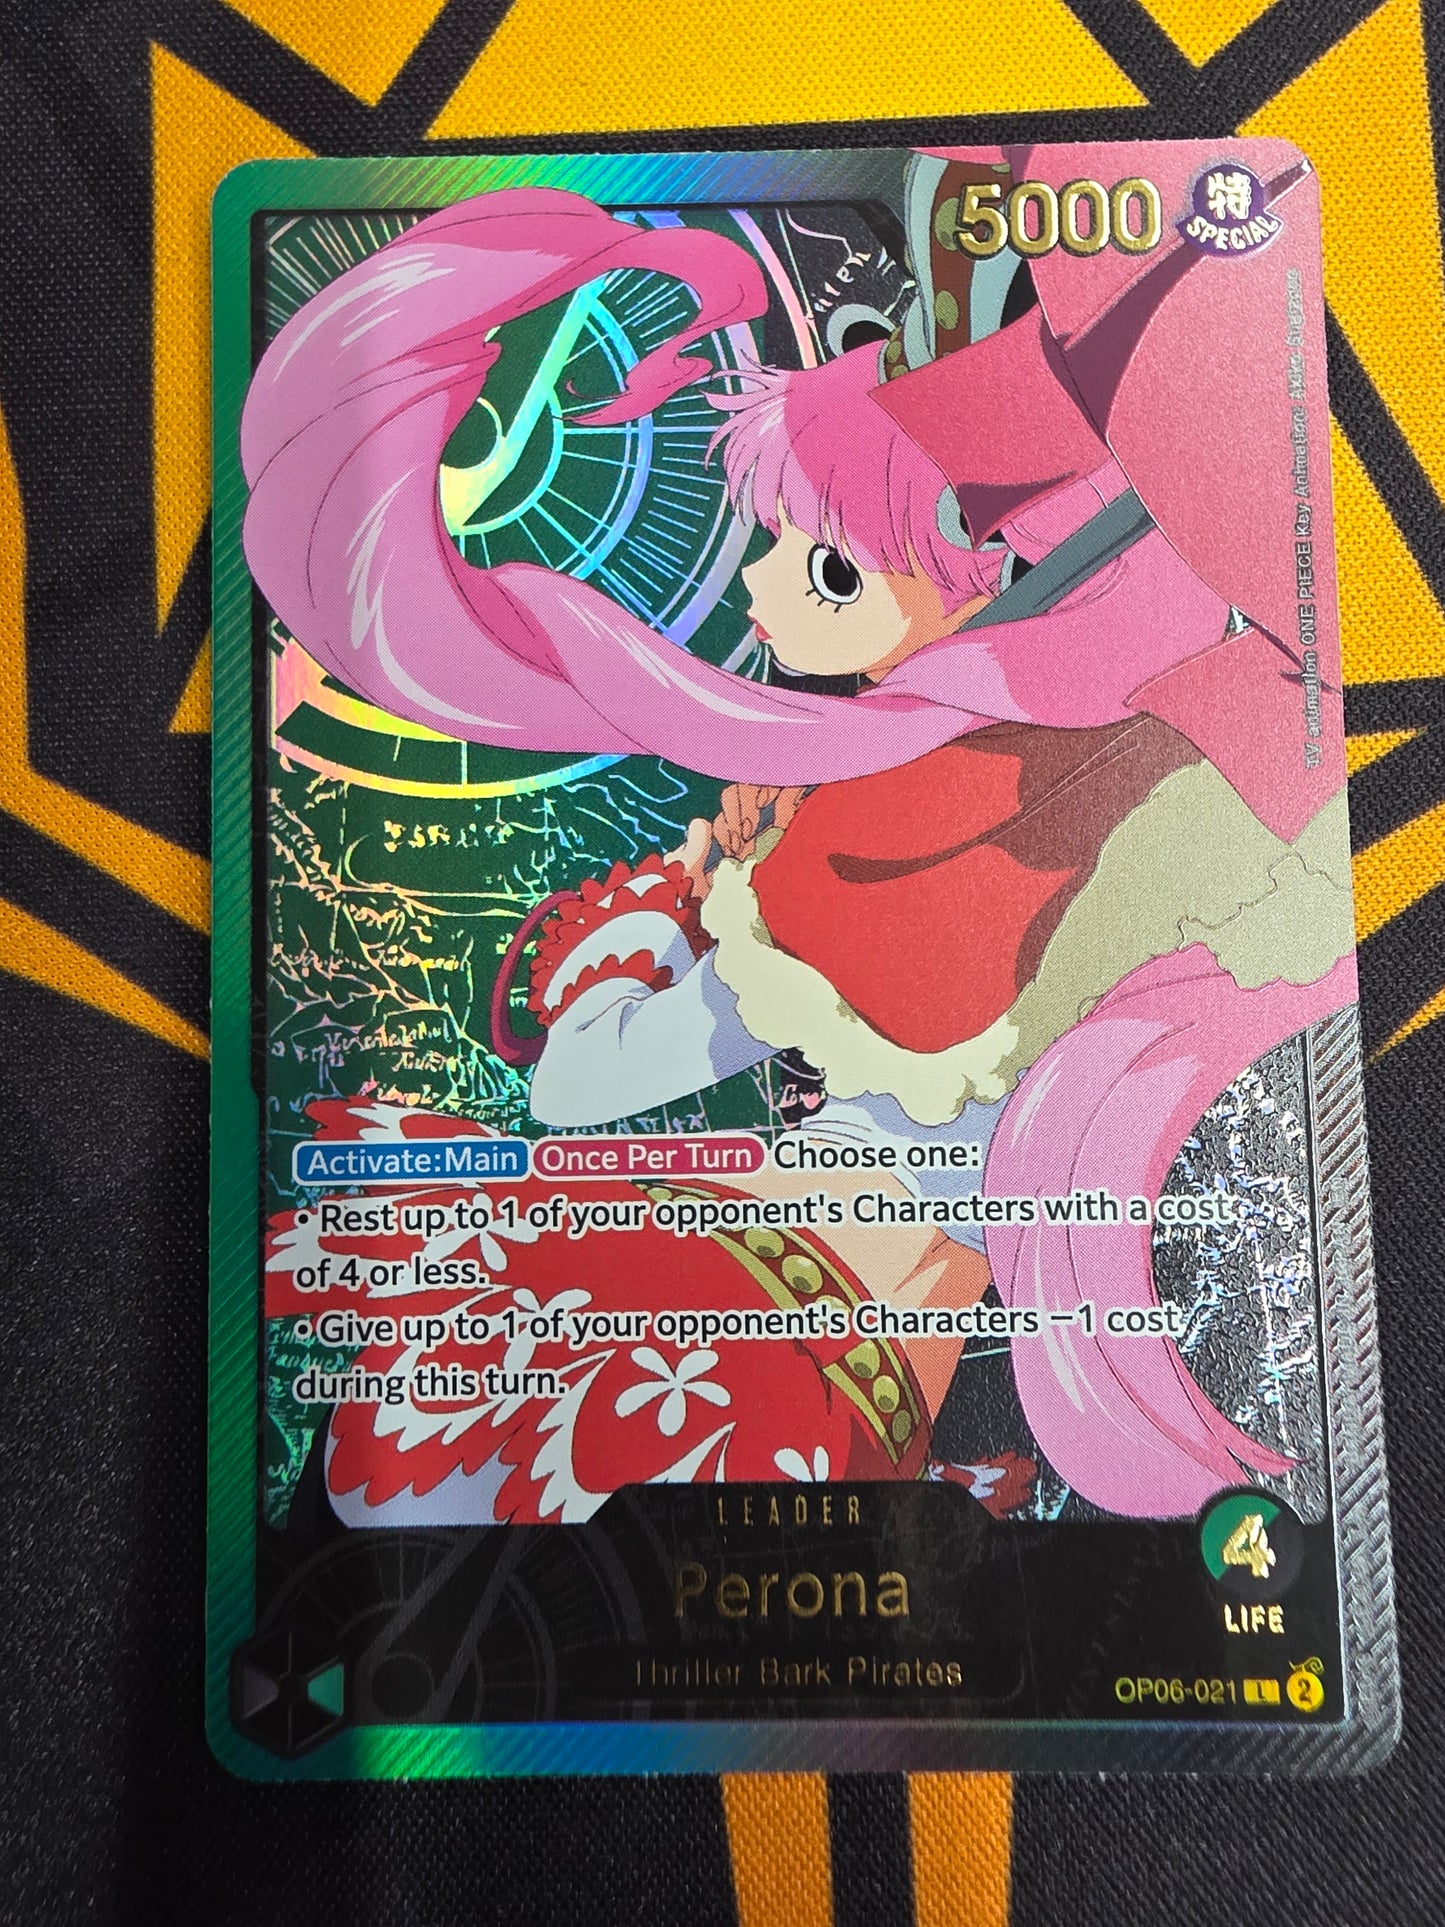 5000
特
SPECIAL
TV animation ONE PIECE Key Animation: Akko Sudzuki
Activate:Main Once Per Turn Choose one:
• Rest up to 1 of your opponent's Characters with a cost
of 4 or less.
• Give up to 1 of your opponent's Characters −1 cost
during this turn.
LEADER
Perona
4
LIFE
Thriller Bark Pirates
OP06-021 L 2